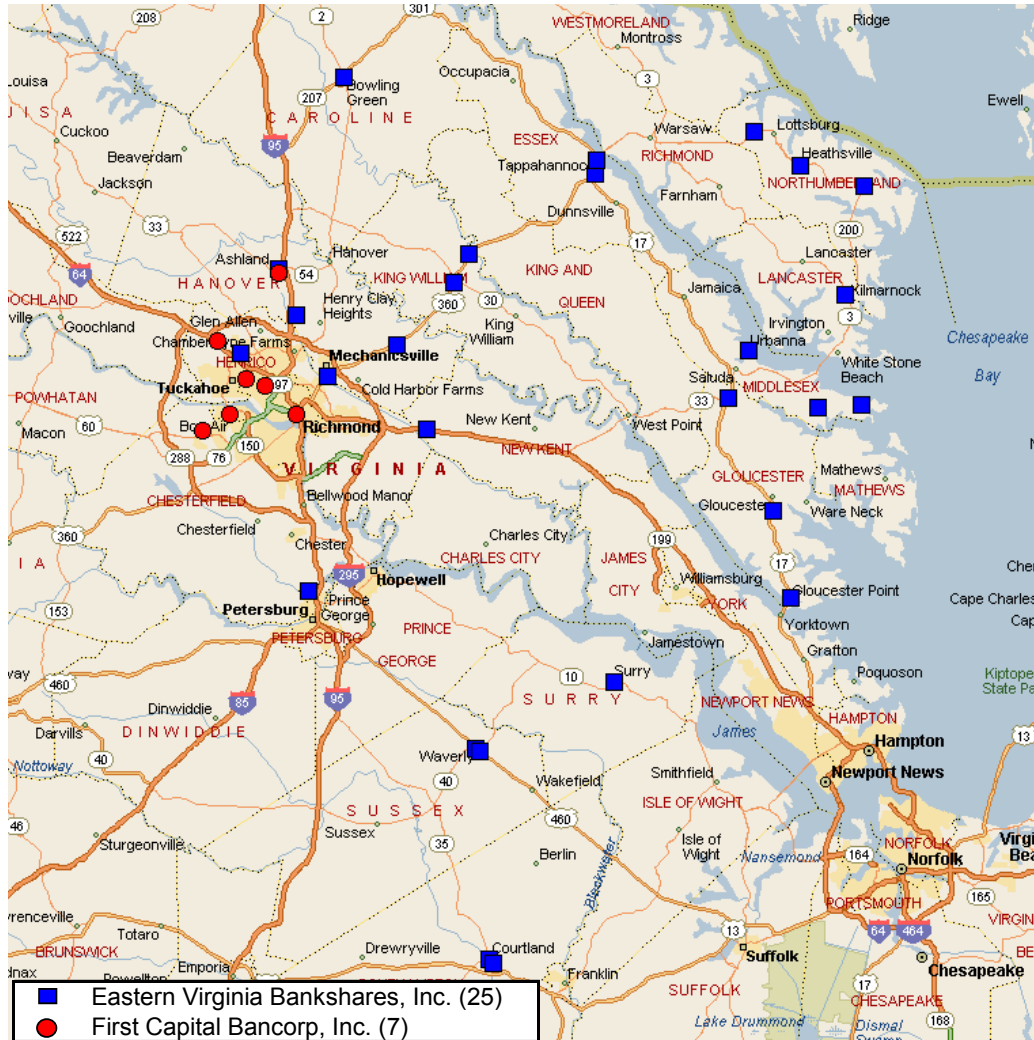 208
2
301
WESTMORELAND
Montross
Ridge
Louisa
Bowling
Green
Occupacia
3
Ewell
207
U I S A
Cuckoo
C A R O L I N E
ESSEX
Warsaw
Lottsburg
Beaverdam
95
Tappahannock
RICHMOND
Heathsville
Jackson
Farnham
NORTHUMBERLAND
33
Dunnsville
200
522
Hanover
17
Lancaster
64
Ashland
54
KING WILLIAM
KING AND
LANCASTER
H A N O V E R
360
30
QUEEN
Jamaica
Kilmarnock
OOCHLAND
ville
Goochland
Henry Clay
Heights
Glen Allen
King
William
Irvington
3
Chesapeake
Bay
Urbanna
Mechanicsville
White Stone
Beach
HENRICO
Tuckahoe
97
Cold Harbor Farms
Saluda
MIDDLESEX
POWHATAN
33
Macon
60
Bon Air
Richmond
New Kent
West Point
150
NEW KENT
288
76
V I R G I N I A
Mathews
GLOUCESTER
MATHEWS
CHESTERFIELD
Bellwood Manor
Gloucester
Ware Neck
Chesterfield
360
Chester
Charles City
199
I A
CHARLES CITY
JAMES
CITY
17
295
Hopewell
Williamsburg
153
Gloucester Point
Cape Charles
Petersburg
Prince
George
YORK
Yorktown
PETERSBURG
PRINCE
GEORGE
Jamestown
Grafton
460
10
Surry
Poquoson
Kiptope
State Pa
85
95
S U R R Y
NEWPORT NEWS
Dinwiddie
HAMPTON
Darvills
D I N W I D D I E
James
Hampton
13
40
Nottoway
Waverly
40
Wakefield
Smithfield
Newport News
S U S S E X
ISLE OF WIGHT
46
Sussex
460
Sturgeonville
35
Isle of
Wight
Nansemond
164
NORFOLK
Norfolk
Berlin
Blackwater
PORTSMOUTH
165
Totaro
Drewryville
Courtland
13
64
464
BRUNSWICK
Emporia
Suffolk
Chesapeake
Franklin
SUFFOLK
CHESAPEAKE
Lake Drummond
Dismal
168
Eastern Virginia Bankshares, Inc. (25)
First Capital Bancorp, Inc. (7)